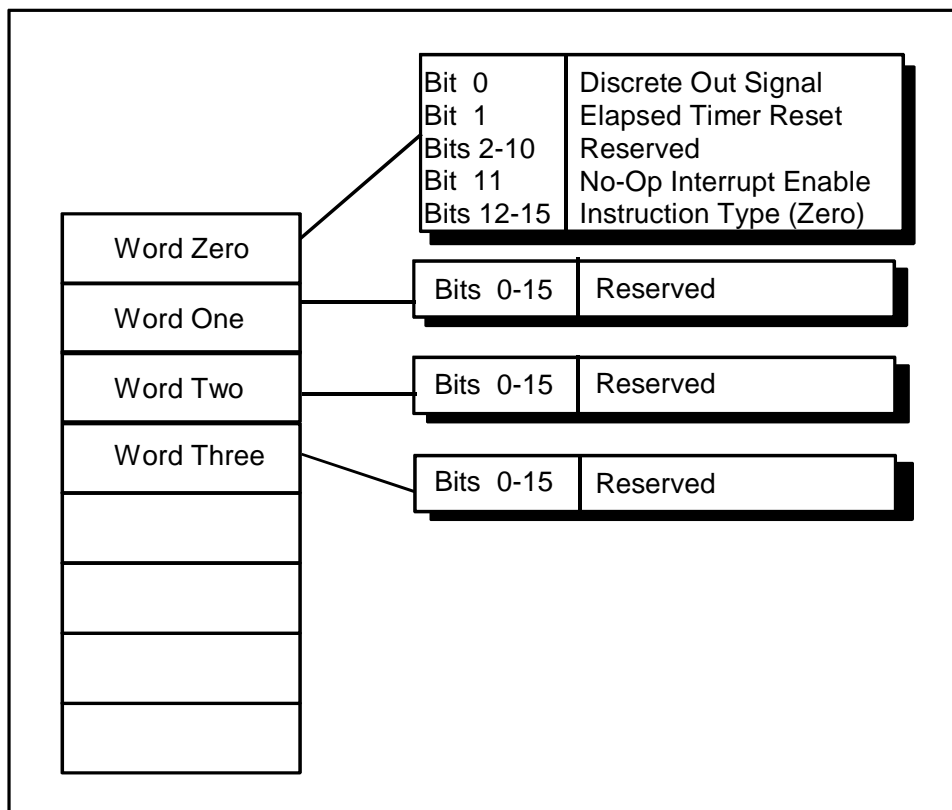 Bit 0 Discrete Out Signal
Bit 1 Elapsed Timer Reset
Bits 2-10 Reserved
Bit 11 No-Op Interrupt Enable
Bits 12-15 Instruction Type (Zero)
Word Zero
Bits 0-15 Reserved
Word One
Bits 0-15 Reserved
Word Two
Word Three
Bits 0-15 Reserved